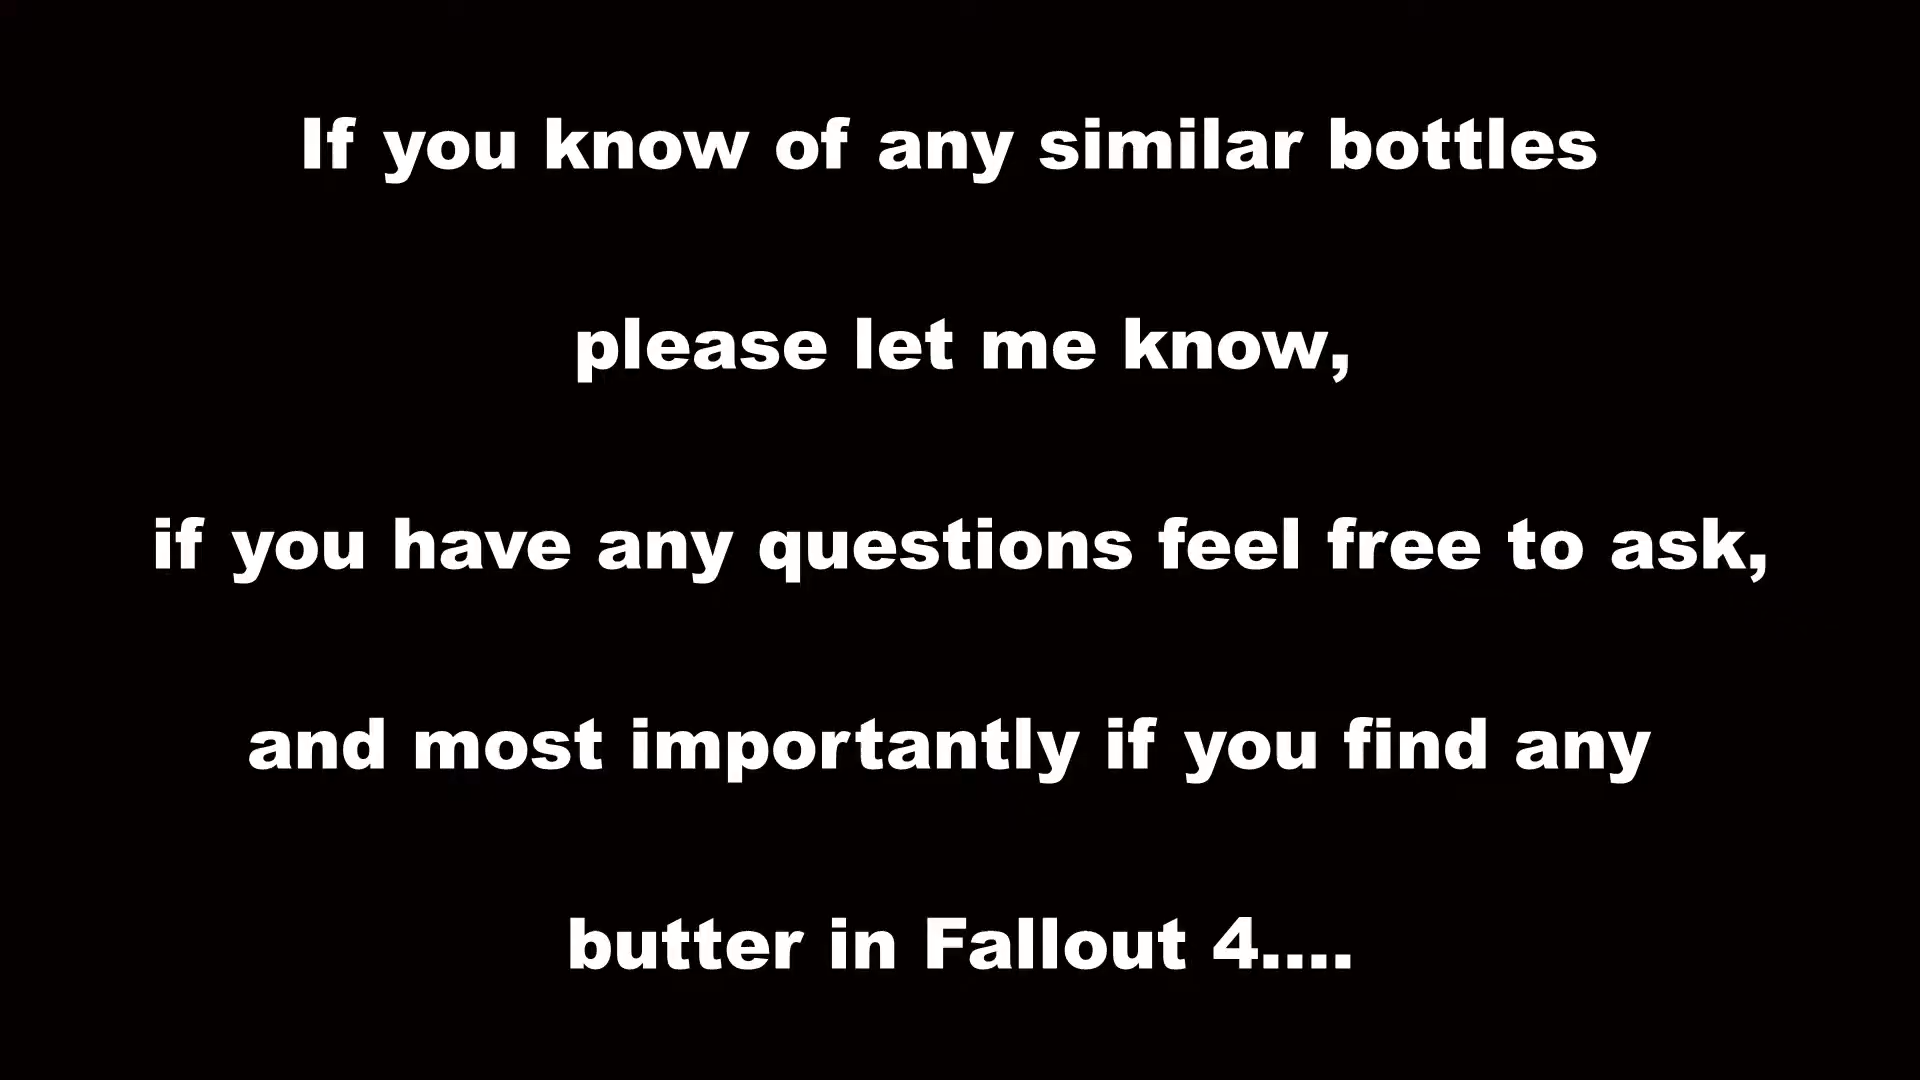 If you know of any similar bottles
please let me know,
if you have any questions feel free to ask,
and most importantly if you find any
butter in Fallout 4....